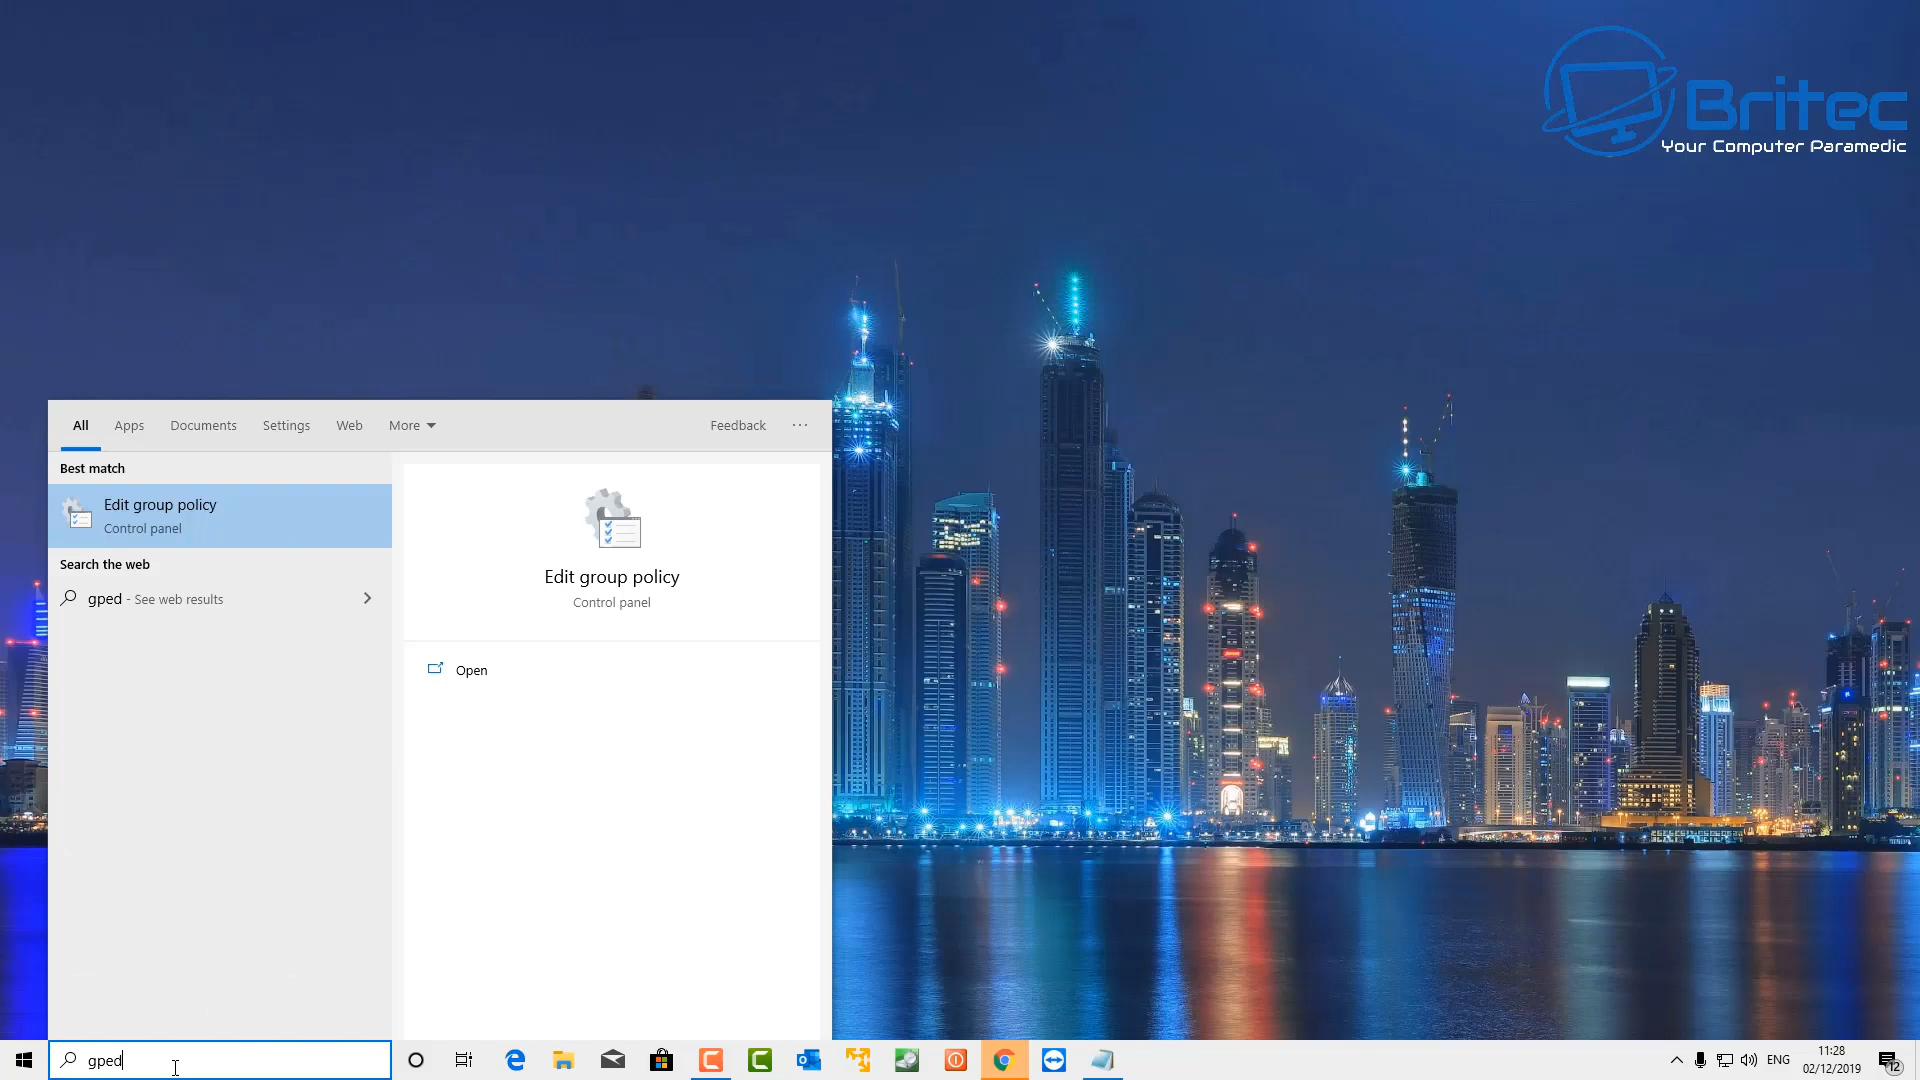 Britec
Your Computer Paramedic
All Apps Documents Settings Web More Feedback ...
Best match
Edit group policy
Control panel
Search the web
gped - See web results
Edit group policy
Control panel
Open
gped
ENG
11:28
02/12/2019
12